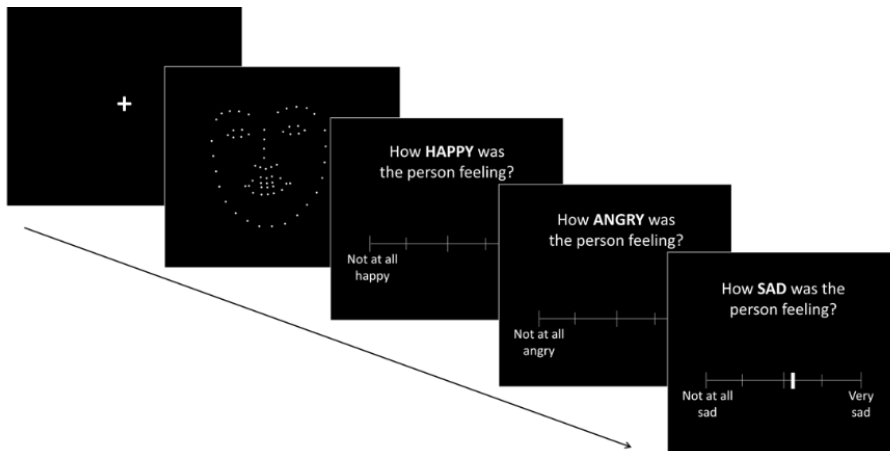 How HAPPY was
the person feeling?
Not at all
happy
How ANGRY was
the person feeling?
Not at all
angry
How SAD was the
person feeling?
Not at all
sad
Very
sad